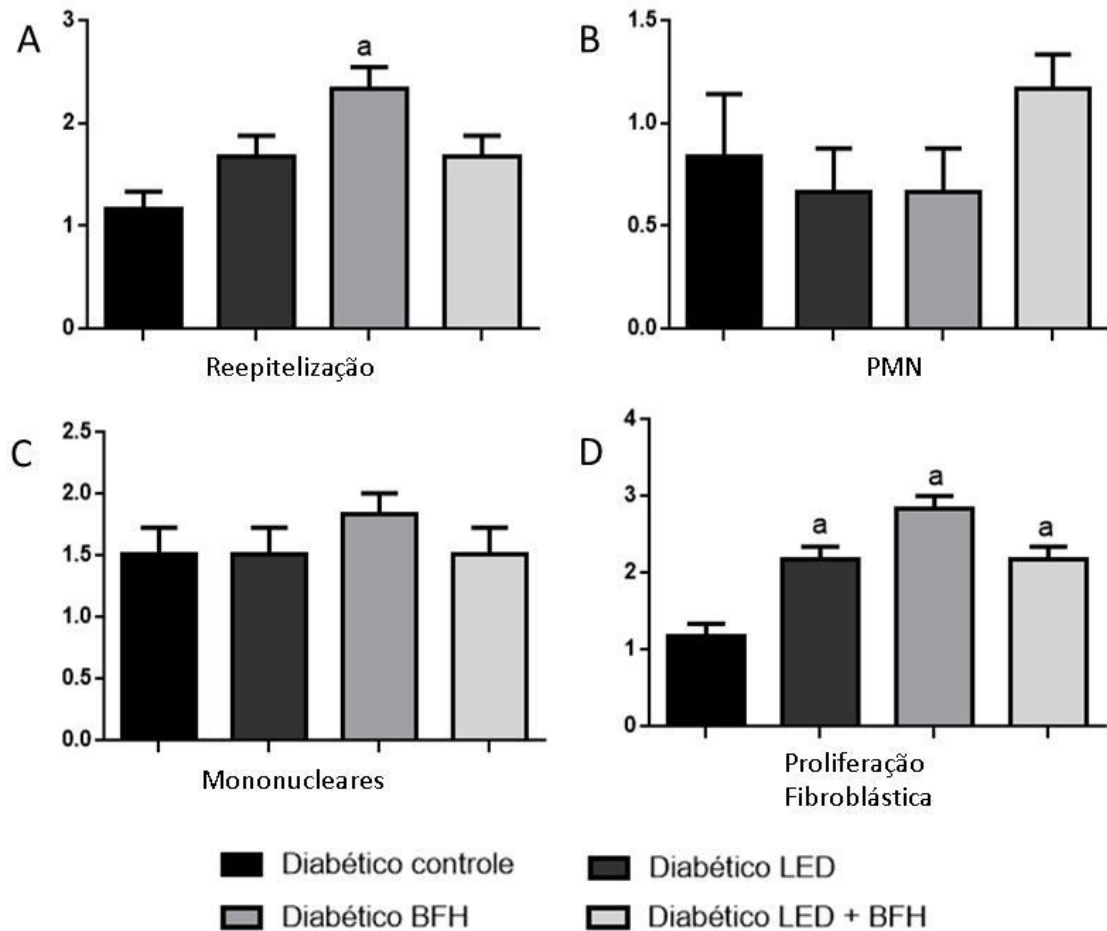 A
3
2
1
0
a
Reepitelização
B
1.5
1.0
0.5
0.0
PMN
C
2.5
2.0
1.5
1.0
0.5
0.0
Mononucleares
D
4
3
2
1
0
a
a
a
Proliferação
Fibroblástica
Diabético controle
Diabético LED
Diabético BFH
Diabético LED + BFH